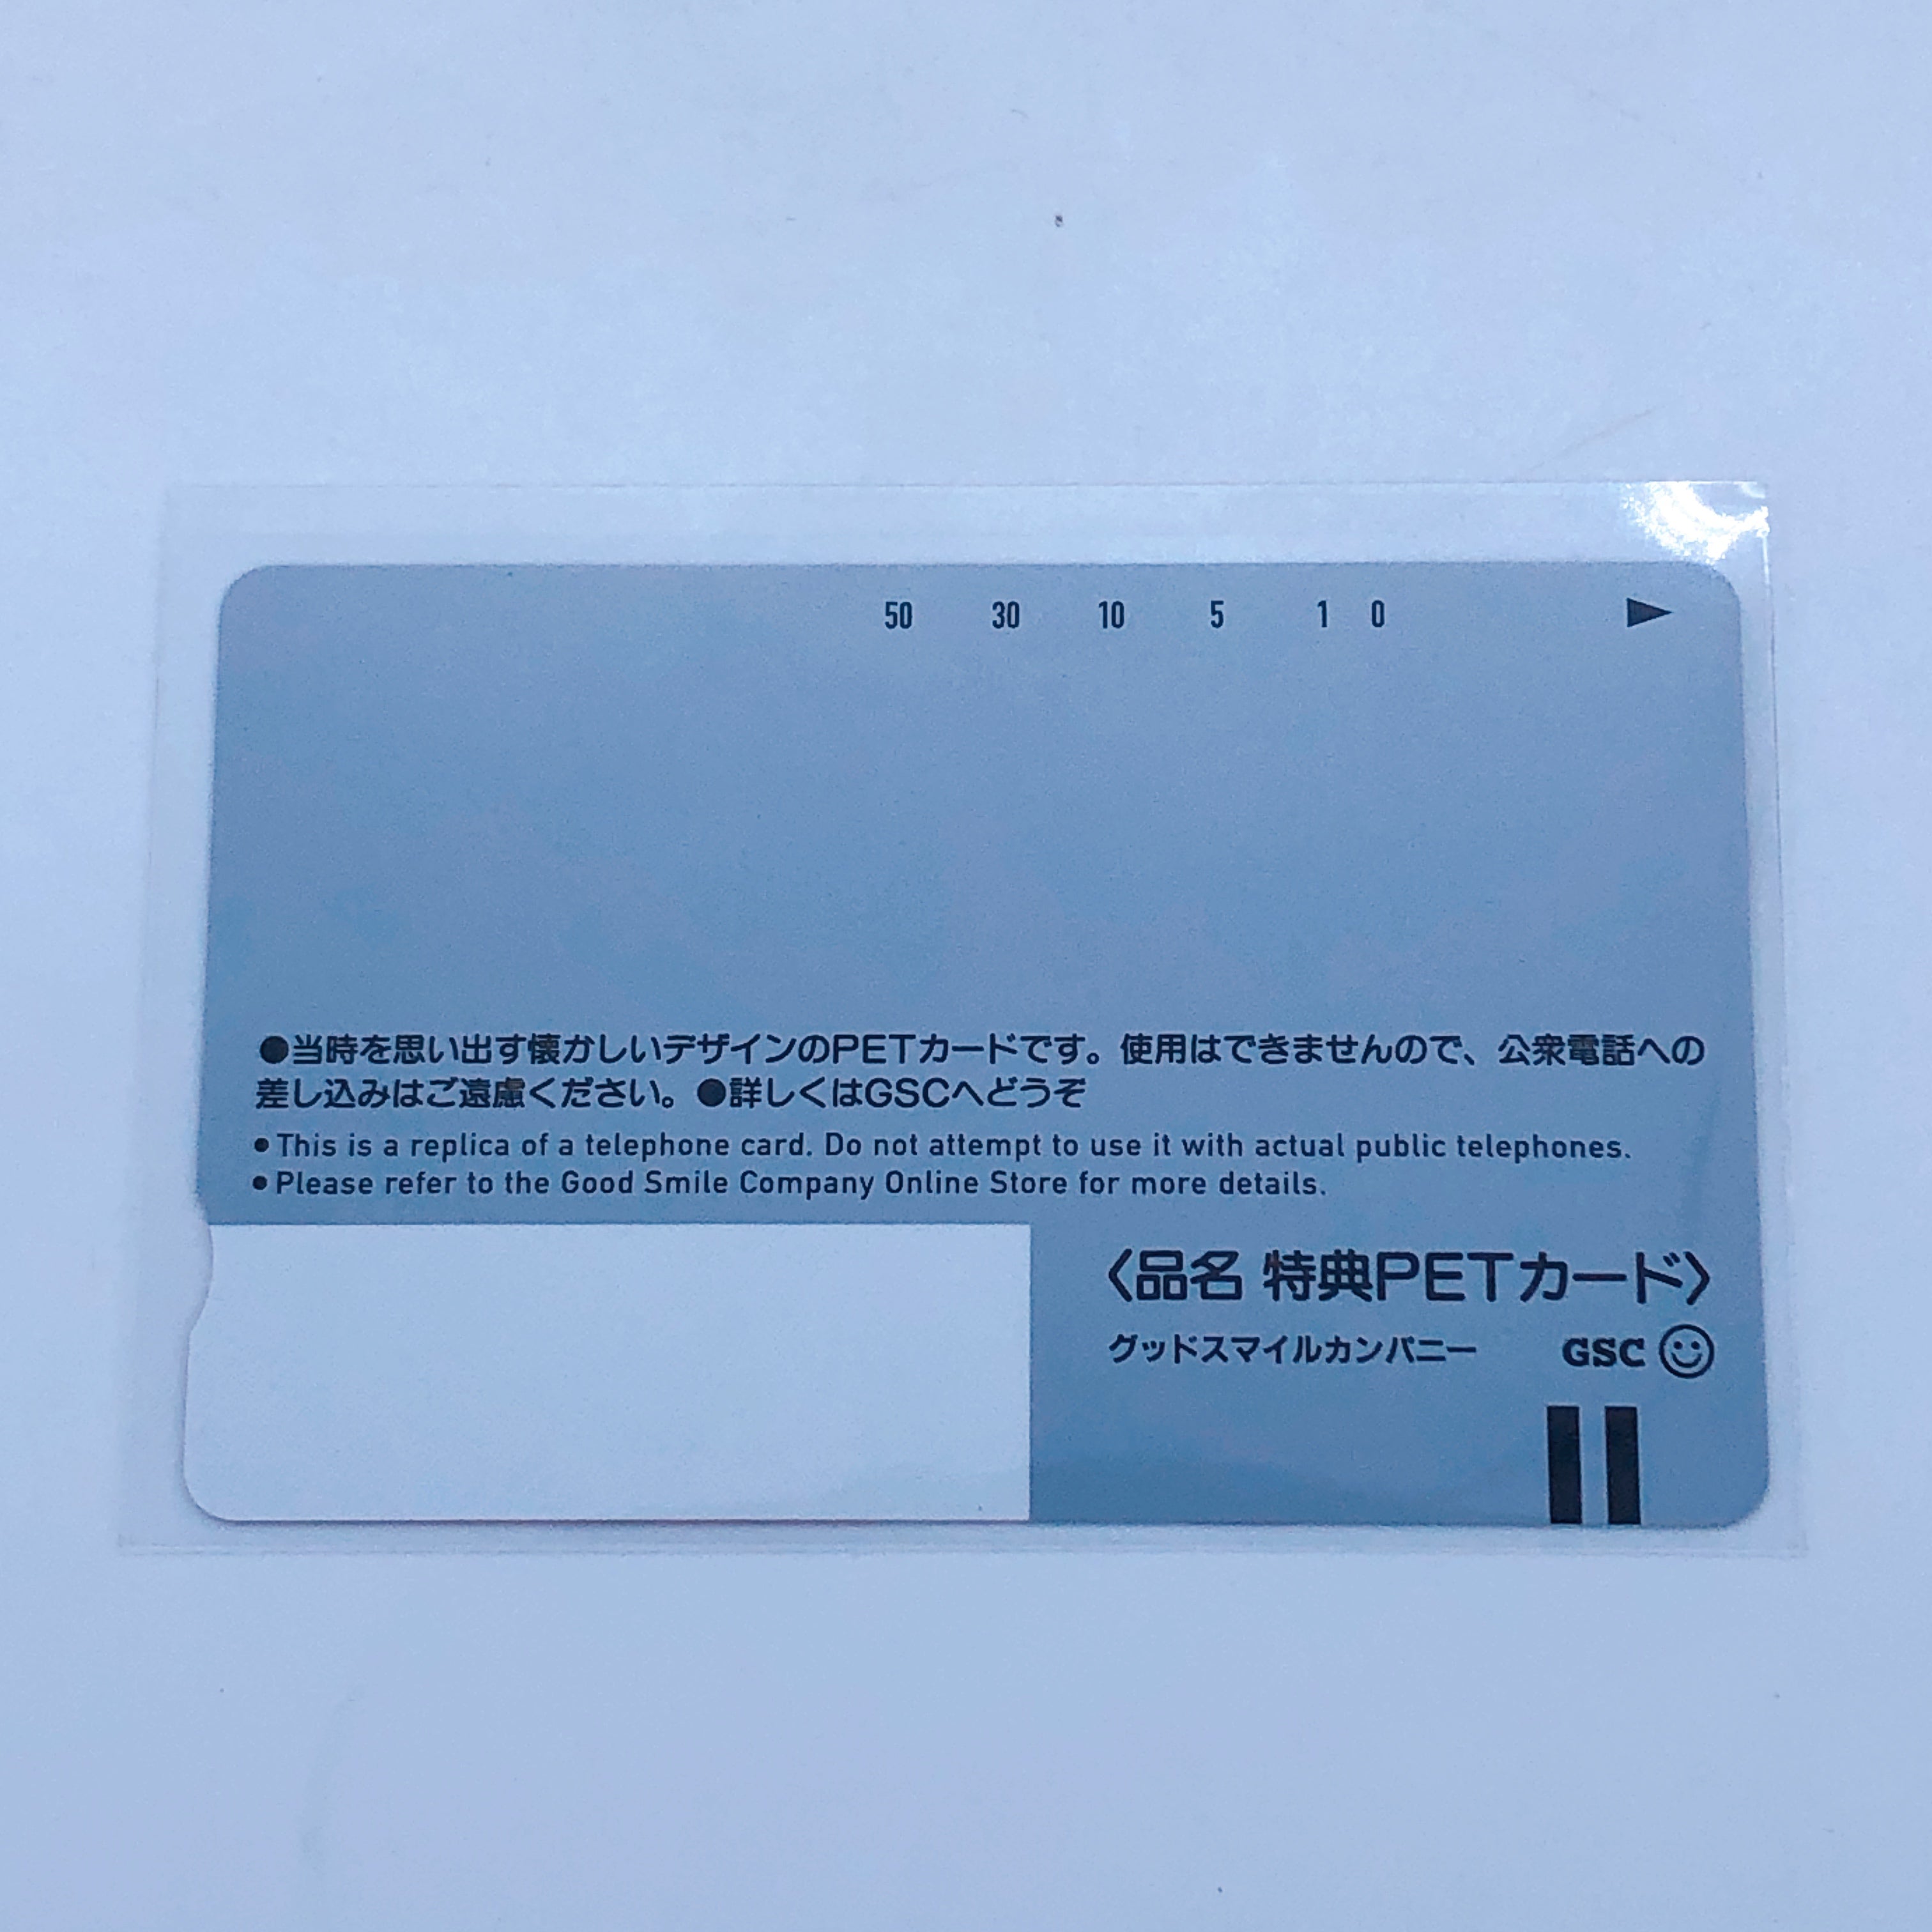 50 30 10 5 1 0
●当時を思い出す懐かしいデザインのPETカードです。使用はできませんので、公衆電話への
差し込みはご遠慮ください。●詳しくはGSCへどうぞ
•This is a replica of a telephone card. Do not attempt to use it with actual public telephones.
•Please refer to the Good Smile Company Online Store for more details.
〈品名 特典PETカード〉
グッドスマイルカンパニー GSC